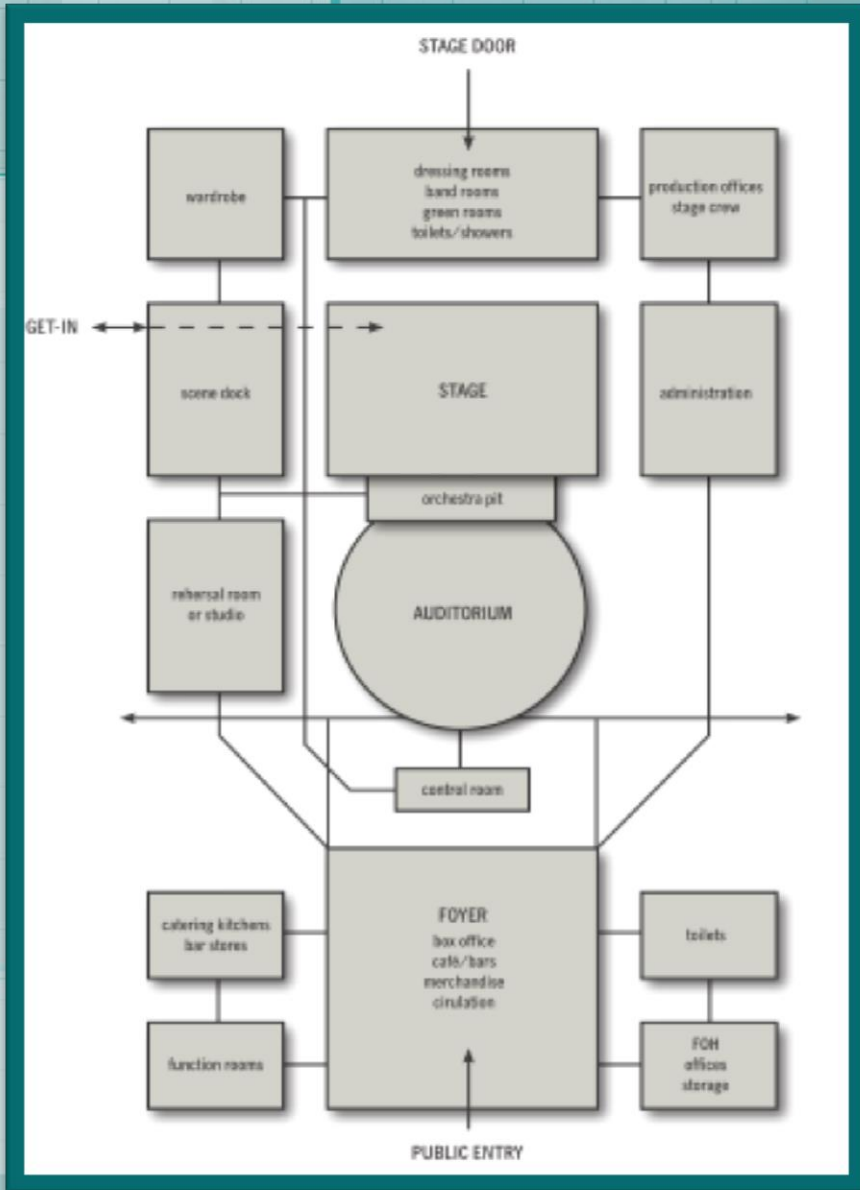 STAGE DOOR
wardrobe
dressing rooms
band rooms
green rooms
toilets/showers
production offices
stage crew
GET-IN
scene dock
STAGE
administration
orchestra pit
rehersal room
or studio
AUDITORIUM
control room
catering kitchens
bar stores
FOYER
box office
café/bars
merchandise
cirulation
toilets
function rooms
FOH
offices
storage
PUBLIC ENTRY